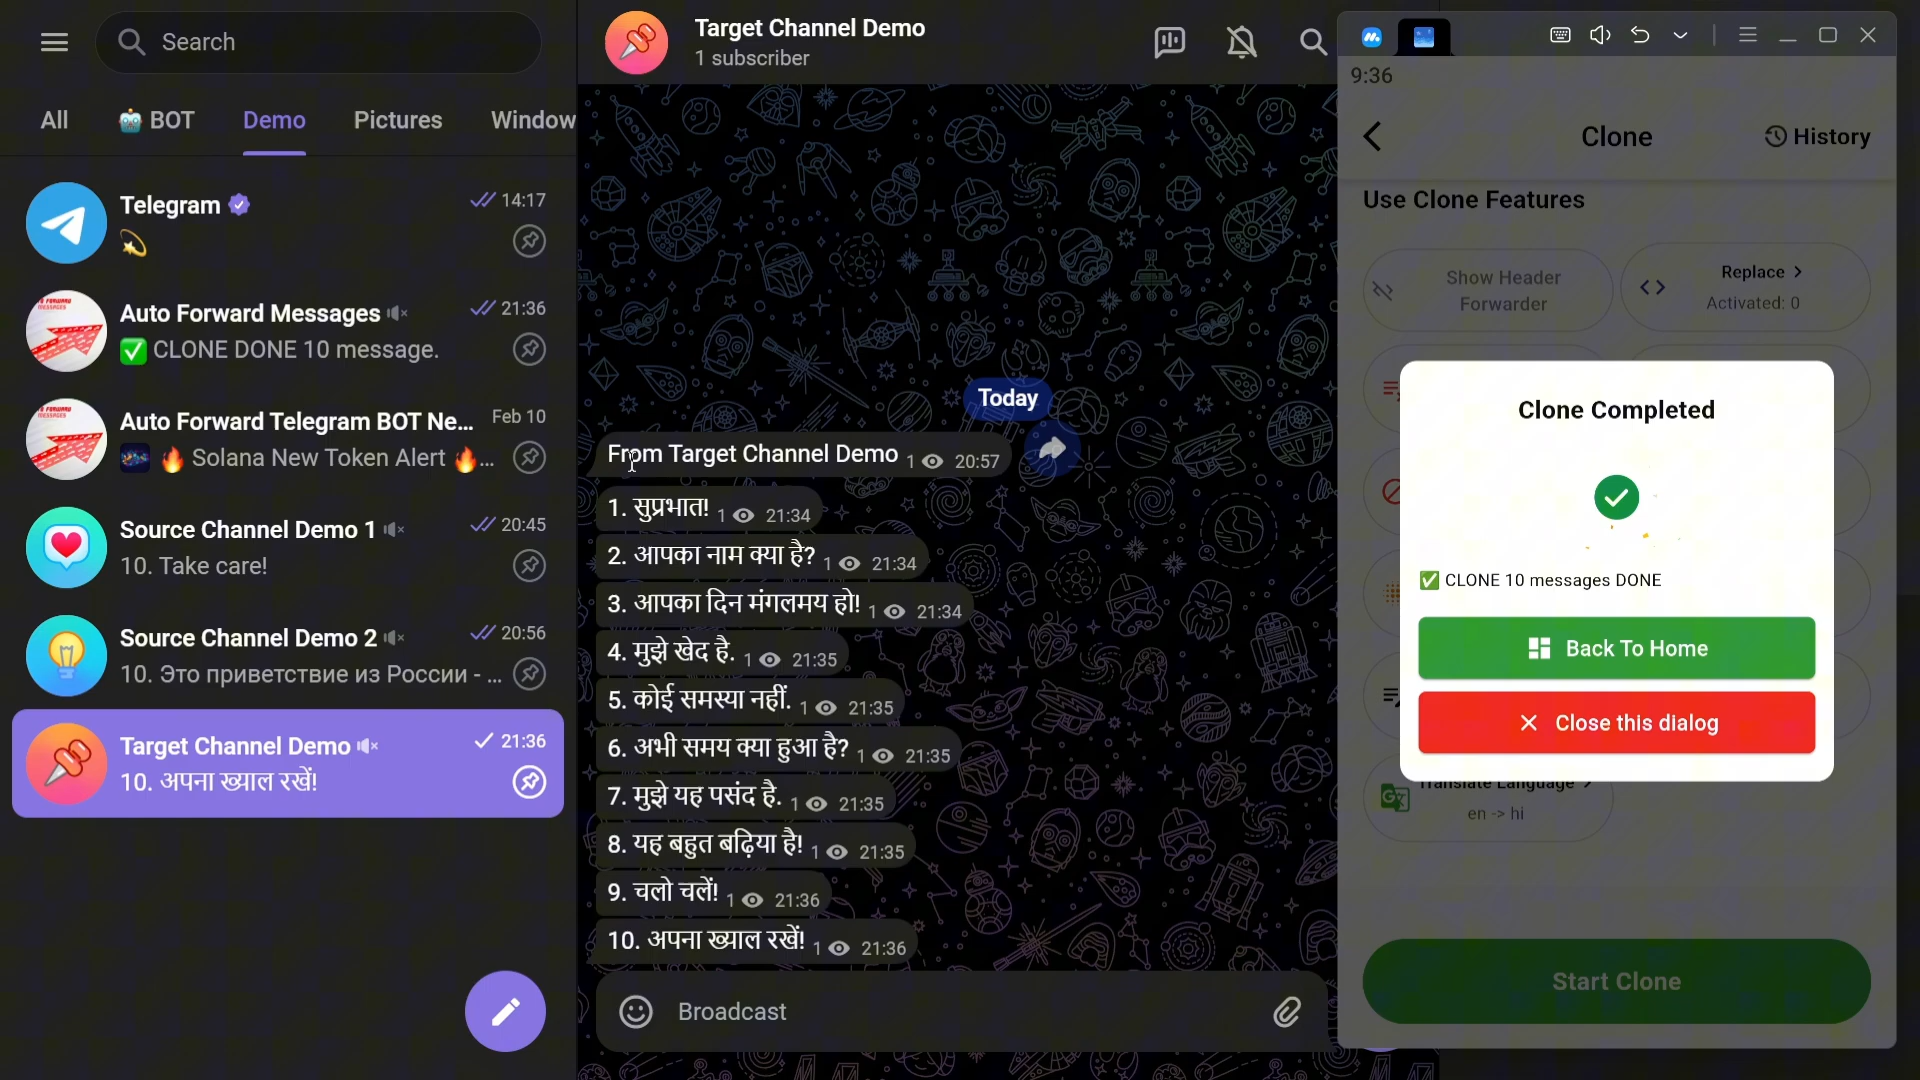 Search
All
🤖 BOT
Demo
Pictures
Window
Telegram
14:17
💫
Auto Forward Messages
21:36
✅ CLONE DONE 10 message.
Auto Forward Telegram BOT Ne...
Feb 10
🔥 Solana New Token Alert 🔥...
Source Channel Demo 1
20:45
10. Take care!
Source Channel Demo 2
20:56
10. Это приветствие из России - ...
Target Channel Demo
21:36
10. अपना ख्याल रखें!
Target Channel Demo
1 subscriber
Today
From Target Channel Demo 1 20:57
1. सुप्रभात! 1 21:34
2. आपका नाम क्या है? 1 21:34
3. आपका दिन मंगलमय हो! 1 21:34
4. मुझे खेद है. 1 21:35
5. कोई समस्या नहीं. 1 21:35
6. अभी समय क्या हुआ है? 1 21:35
7. मुझे यह पसंद है. 1 21:35
8. यह बहुत बढ़िया है! 1 21:35
9. चलो चलें! 1 21:36
10. अपना ख्याल रखें! 1 21:36
Broadcast
9:36
Clone
History
Use Clone Features
Show Header
Forwarder
Replace >
Activated: 0
Clone Completed
✅ CLONE 10 messages DONE
Back To Home
Close this dialog
Translate Language >
en -> hi
Start Clone